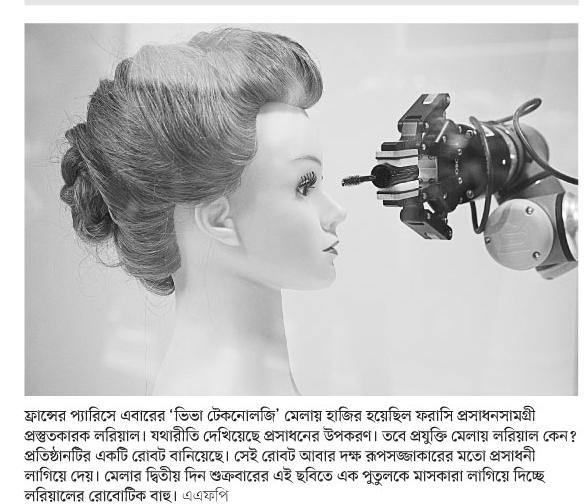 ফ্রান্সের প্যারিসে এবারের ‘ভিভা টেকনোলজি’ মেলায় হাজির হয়েছিল ফরাসি প্রসাধনসামগ্রী
প্রস্তুতকারক লরিয়াল। যথারীতি দেখিয়েছে প্রসাধনের উপকরণ। তবে প্রযুক্তি মেলায় লরিয়াল কেন?
প্রতিষ্ঠানটির একটি রোবট বানিয়েছে। সেই রোবট আবার দক্ষ রূপসজ্জাকারের মতো প্রসাধনী
লাগিয়ে দেয়। মেলার দ্বিতীয় দিন শুক্রবারের এই ছবিতে এক পুতুলকে মাসকারা লাগিয়ে দিচ্ছে
লরিয়ালের রোবোটিক বাহু। এএফপি